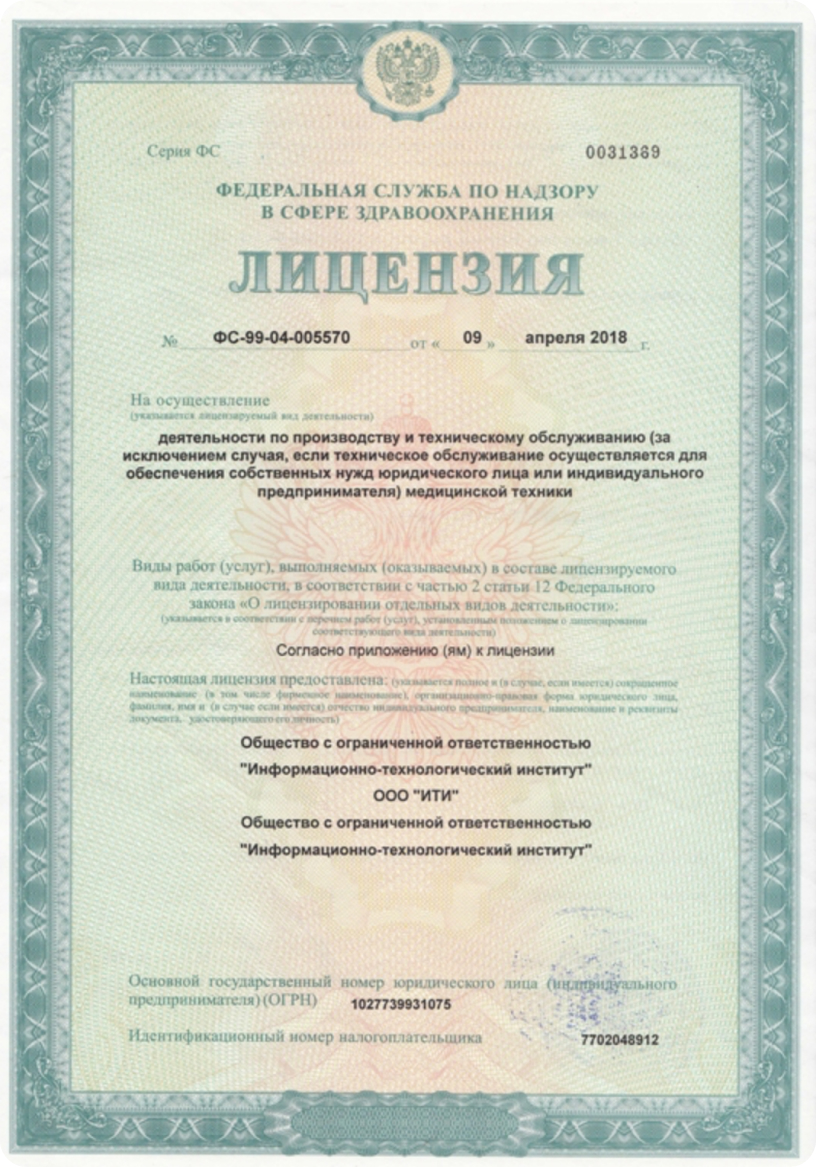 Серия ФС
0031369
ФЕДЕРАЛЬНАЯ СЛУЖБА ПО НАДЗОРУ
В СФЕРЕ ЗДРАВООХРАНЕНИЯ
ЛИЦЕНЗИЯ
№ ФС-99-04-005570 от « 09 » апреля 2018 г.
На осуществление
(указывается лицензируемый вид деятельности)
деятельности по производству и техническому обслуживанию (за
исключением случая, если техническое обслуживание осуществляется для
обеспечения собственных нужд юридического лица или индивидуального
предпринимателя) медицинской техники
Виды работ (услуг), выполняемых (оказываемых) в составе лицензируемого
вида деятельности, в соответствии с частью 2 статьи 12 Федерального
закона «О лицензировании отдельных видов деятельности»:
(указывается в соответствии с перечнем работ (услуг), установленным положением о лицензировании
соответствующего вида деятельности)
Согласно приложению (ям) к лицензии
Настоящая лицензия предоставлена: (указывается полное и (в случае, если имеется) сокращенное
наименование (в том числе фирменное наименование), организационно-правовая форма юридического лица,
фамилия, имя и (в случае если имеется) отчество индивидуального предпринимателя, наименование и реквизиты
документа, удостоверяющего его личность)
Общество с ограниченной ответственностью
"Информационно-технологический институт"
ООО "ИТИ"
Общество с ограниченной ответственностью
"Информационно-технологический институт"
Основной государственный номер юридического лица (индивидуального
предпринимателя) (ОГРН) 1027739931075
Идентификационный номер налогоплательщика 7702048912